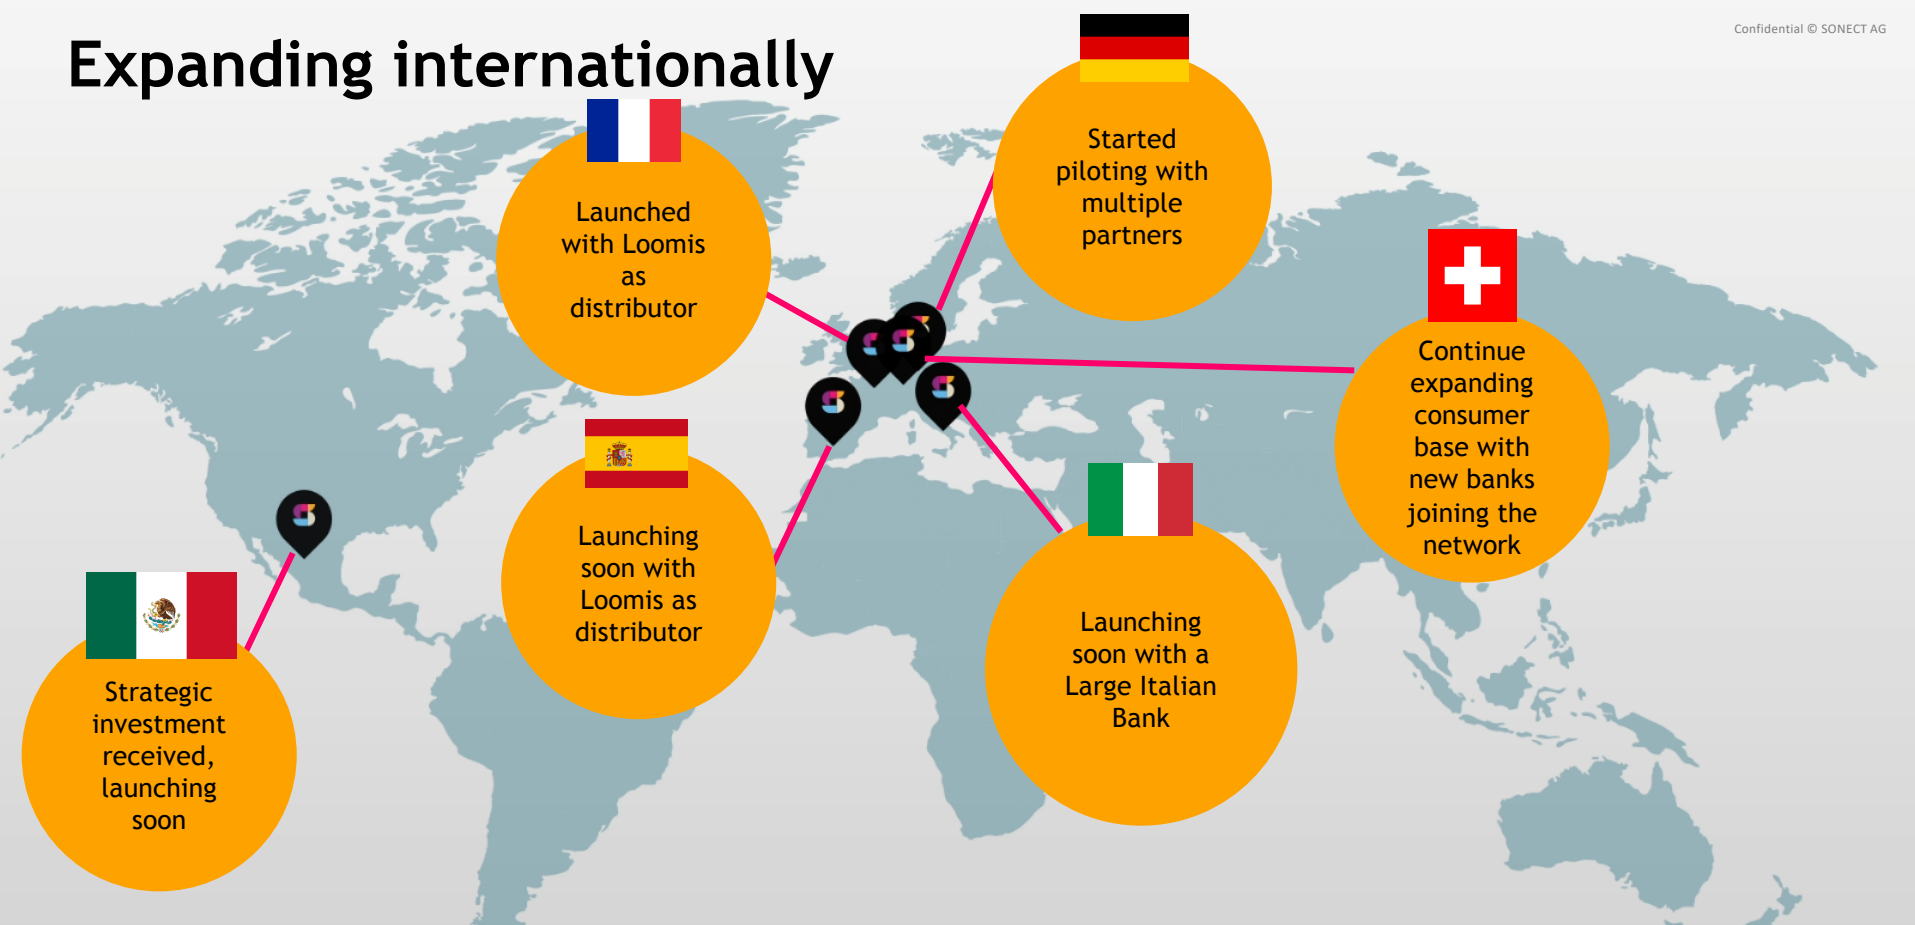 Confidential © SONECT AG
Expanding internationally
Launched
with Loomis
as
distributor
Started
piloting with
multiple
partners
Continue
expanding
consumer
base with
new banks
joining the
network
Launching
soon with
Loomis as
distributor
Launching
soon with a
Large Italian
Bank
Strategic
investment
received,
launching
soon